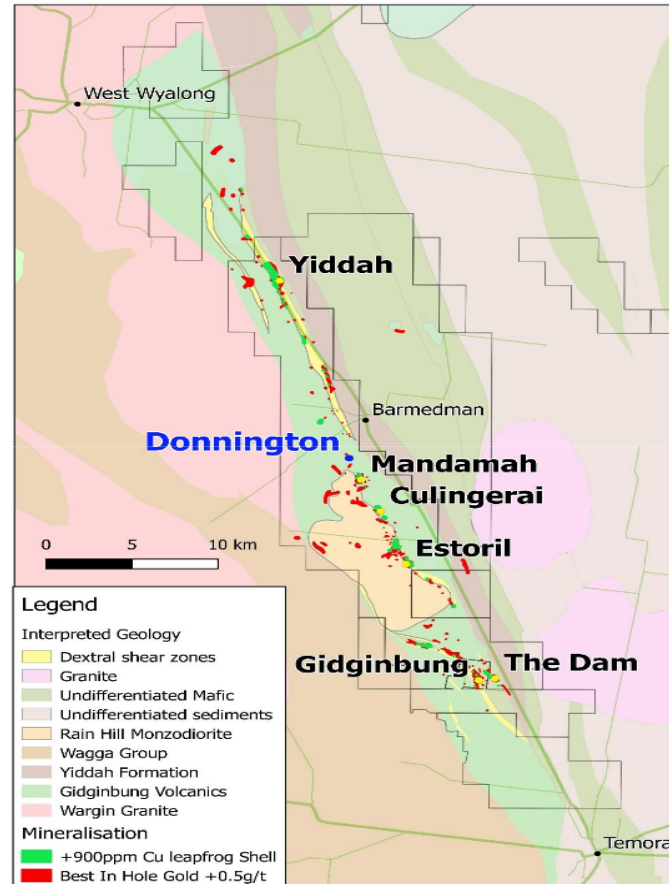 West Wyalong
Yiddah
Barmedman
Donnington
Mandamah
Culingerai
0 5 10 km
Estoril
Gidginbung
The Dam
Temora
Legend
Interpreted Geology
Dextral shear zones
Granite
Undifferentiated Mafic
Undifferentiated sediments
Rain Hill Monzodiorite
Wagga Group
Yiddah Formation
Gidginbung Volcanics
Wargin Granite
Mineralisation
+900ppm Cu leapfrog Shell
Best In Hole Gold +0.5g/t